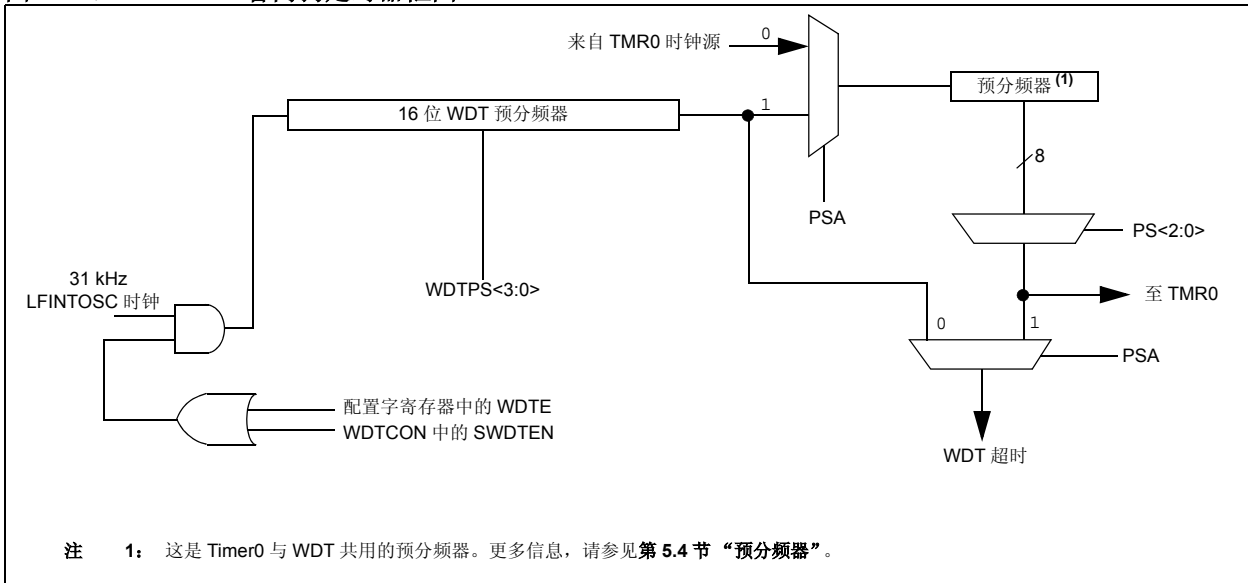 来自 TMR0 时钟源
0
预分频器 (1)
16 位 WDT 预分频器
1
8
PSA
PS<2:0>
31 kHz
LFINTOSC 时钟
WDTPS<3:0>
至 TMR0
0
1
PSA
配置字寄存器中的 WDTE
WDTCON 中的 SWDTEN
WDT 超时
注 1： 这是 Timer0 与 WDT 共用的预分频器。更多信息，请参见第 5.4 节 “预分频器”。